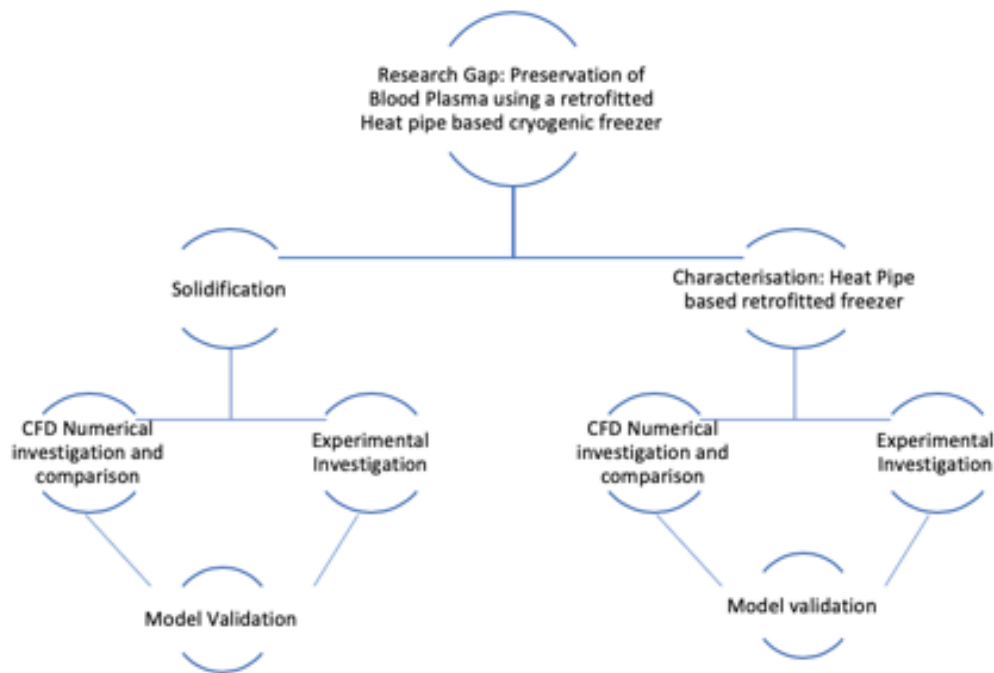 Research Gap: Preservation of
Blood Plasma using a retrofitted
Heat pipe based cryogenic freezer
Solidification
Characterisation: Heat Pipe
based retrofitted freezer
CFD Numerical
investigation and
comparison
Experimental
Investigation
CFD Numerical
investigation and
comparison
Experimental
Investigation
Model Validation
Model validation